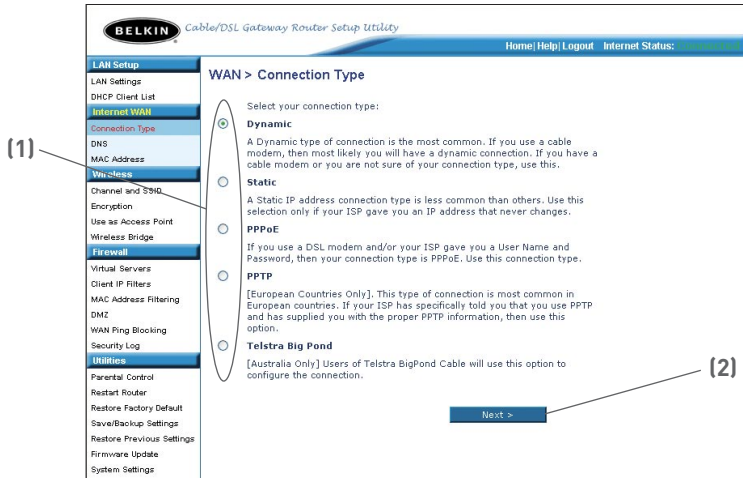 BELKIN Cable/DSL Gateway Router Setup Utility
Home|Help|Logout Internet Status:
LAN Setup
LAN Settings
DHCP Client List
Internet WAN
Connection Type
DNS
MAC Address
Wireless
Channel and SSID
Encryption
Use as Access Point
Wireless Bridge
Firewall
Virtual Servers
Client IP Filters
MAC Address Filtering
DMZ
WAN Ping Blocking
Security Log
Utilities
Parental Control
Restart Router
Restore Factory Default
Save/Backup Settings
Restore Previous Settings
Firmware Update
System Settings
(1)
WAN > Connection Type
Select your connection type:
Dynamic
A Dynamic type of connection is the most common. If you use a cable
modem, then most likely you will have a dynamic connection. If you have a
cable modem or you are not sure of your connection type, use this.
Static
A Static IP address connection type is less common than others. Use this
selection only if your ISP gave you an IP address that never changes.
PPPoE
If you use a DSL modem and/or your ISP gave you a User Name and
Password, then your connection type is PPPoE. Use this connection type.
PPTP
[European Countries Only]. This type of connection is most common in
European countries. If your ISP has specifically told you that you use PPTP
and has supplied you with the proper PPTP information, then use this
option.
Telstra Big Pond
[Australia Only] Users of Telstra BigPond Cable will use this option to
configure the connection.
Next >
(2)